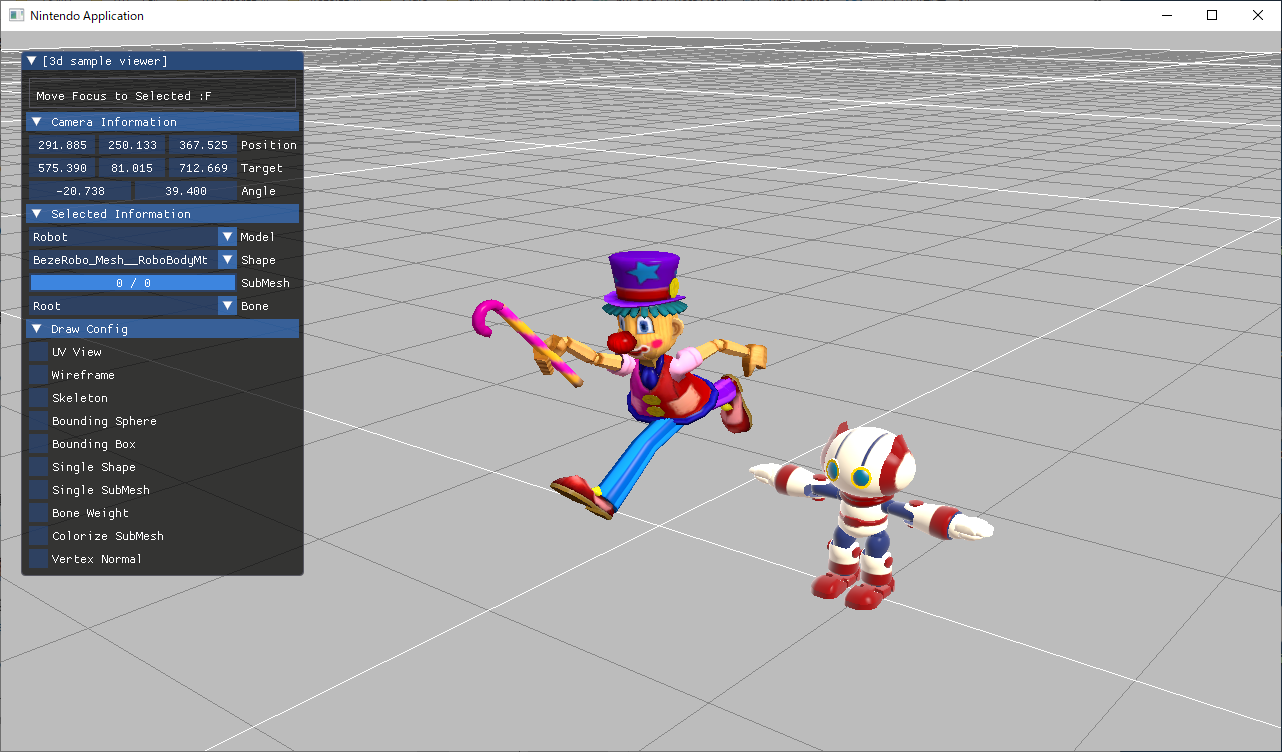 Nintendo Application
[3d sample viewer]
Move Focus to Selected :F
Camera Information
291.885 250.133 367.525 Position
575.390 81.015 712.669 Target
-20.738 39.400 Angle
Selected Information
Robot Model
BezeRobo_Mesh__RoboBodyMt Shape
0 / 0 SubMesh
Root Bone
Draw Config
UV View
Wireframe
Skeleton
Bounding Sphere
Bounding Box
Single Shape
Single SubMesh
Bone Weight
Colorize SubMesh
Vertex Normal